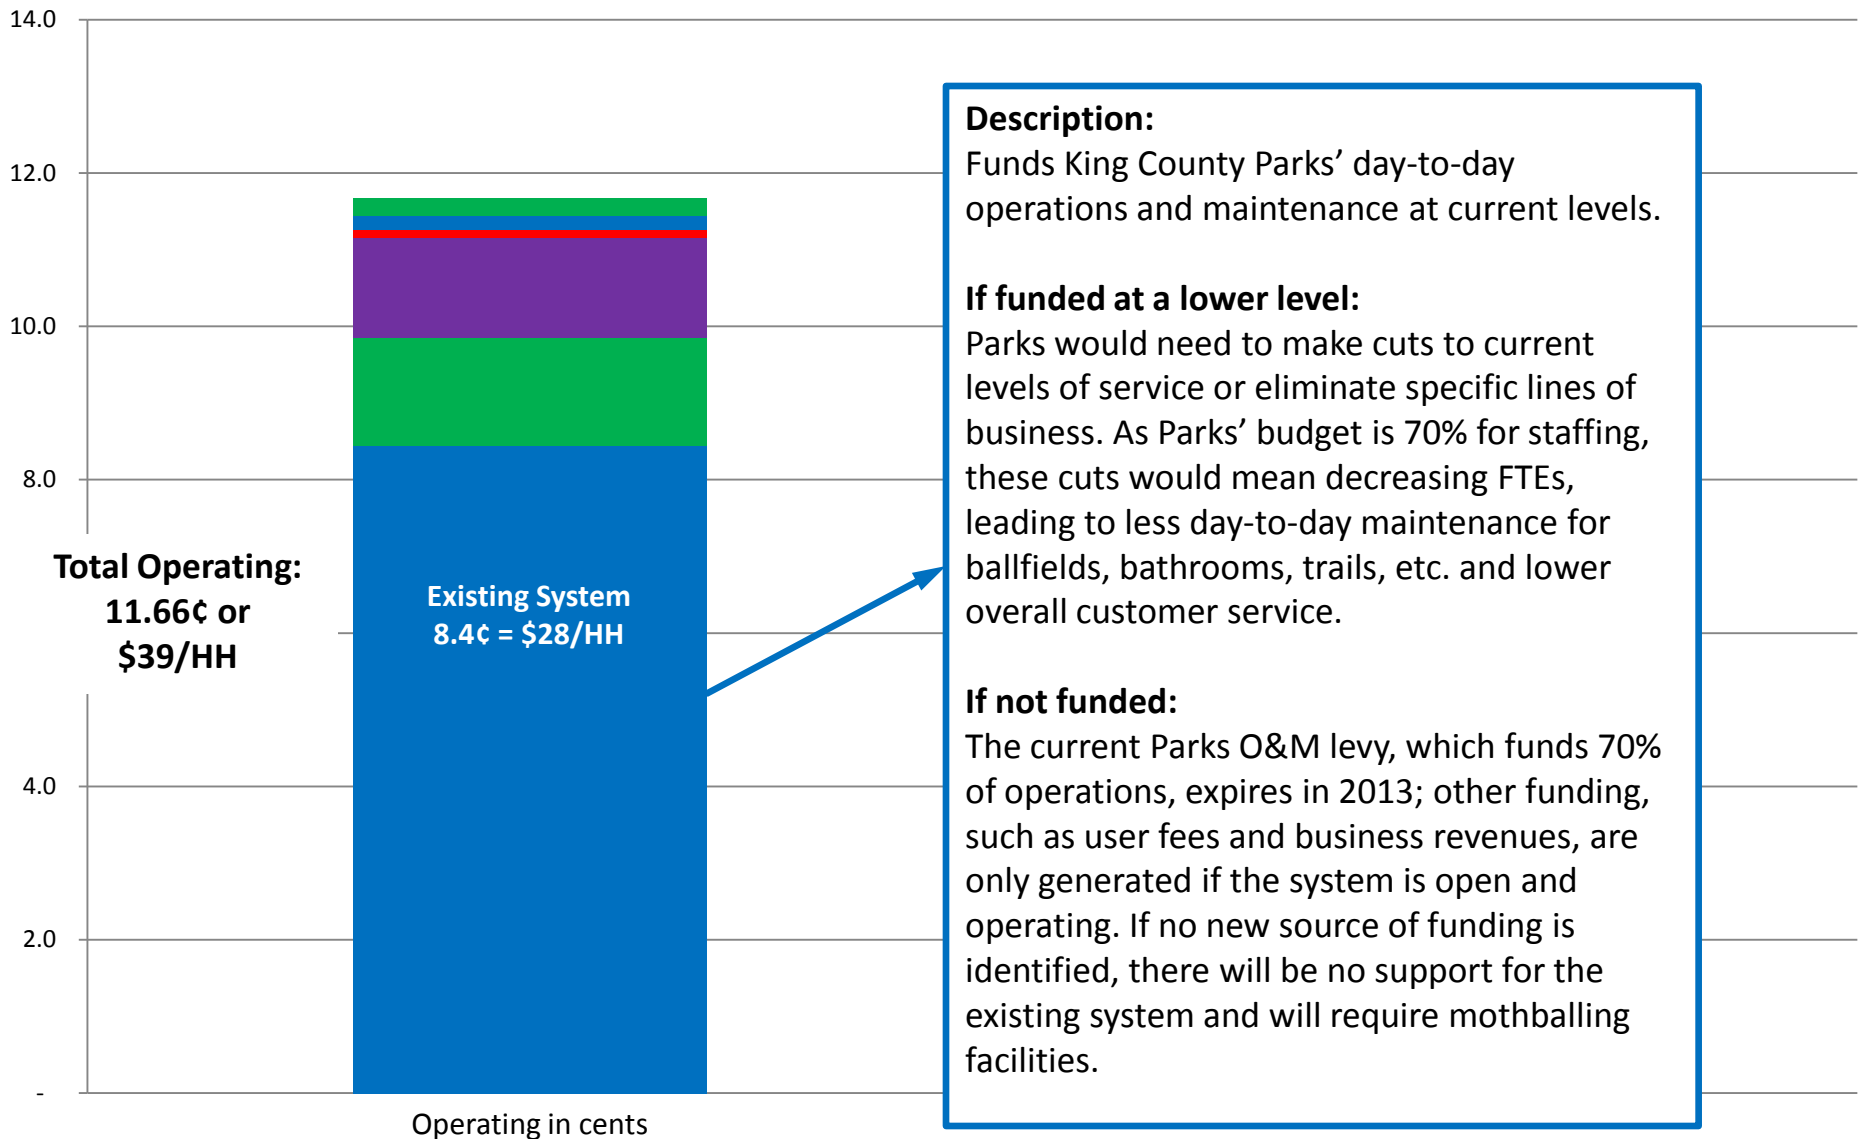 14.0
12.0
10.0
8.0
4.0
2.0
-
Total Operating:
11.66¢ or
$39/HH
Existing System
8.4¢ = $28/HH
Operating in cents
Description:
Funds King County Parks’ day-to-day
operations and maintenance at current levels.
If funded at a lower level:
Parks would need to make cuts to current
levels of service or eliminate specific lines of
business. As Parks’ budget is 70% for staffing,
these cuts would mean decreasing FTEs,
leading to less day-to-day maintenance for
ballfields, bathrooms, trails, etc. and lower
overall customer service.
If not funded:
The current Parks O&M levy, which funds 70%
of operations, expires in 2013; other funding,
such as user fees and business revenues, are
only generated if the system is open and
operating. If no new source of funding is
identified, there will be no support for the
existing system and will require mothballing
facilities.